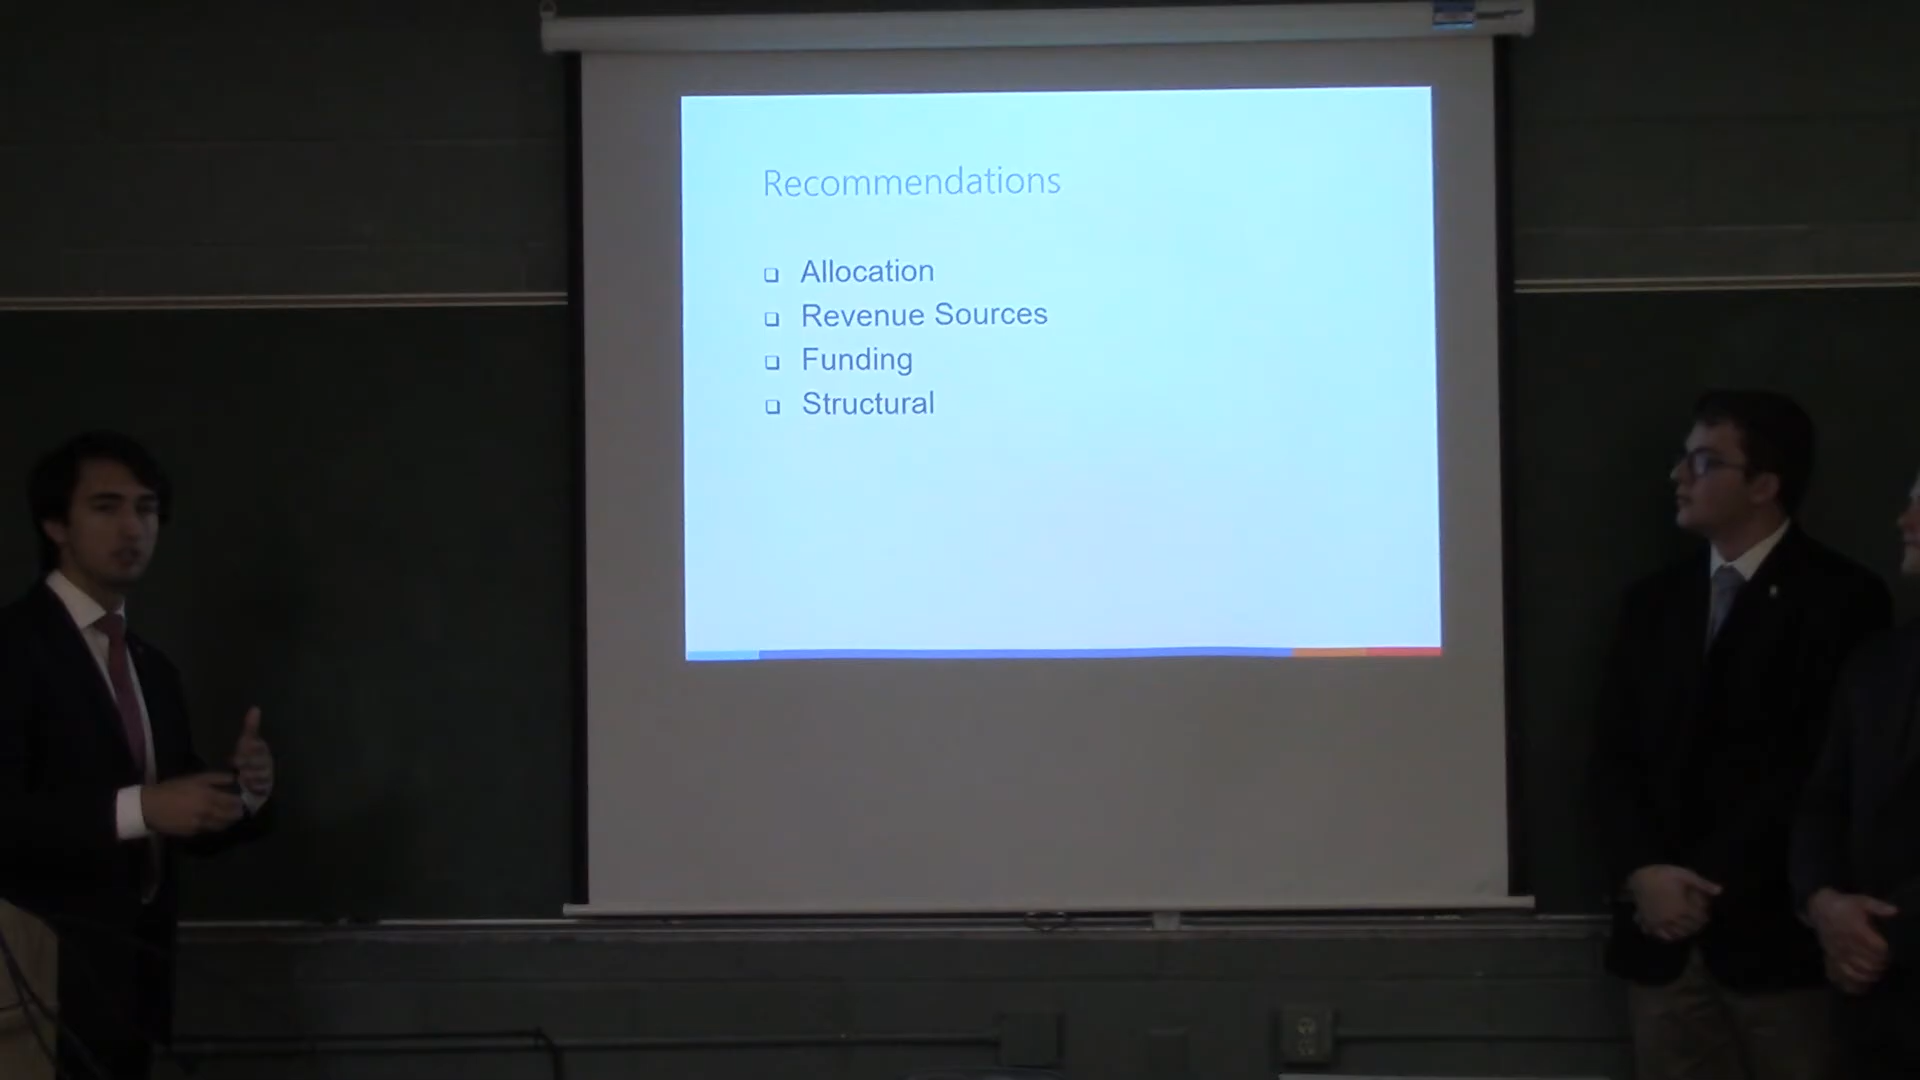 Recommendations
Allocation
Revenue Sources
Funding
Structural